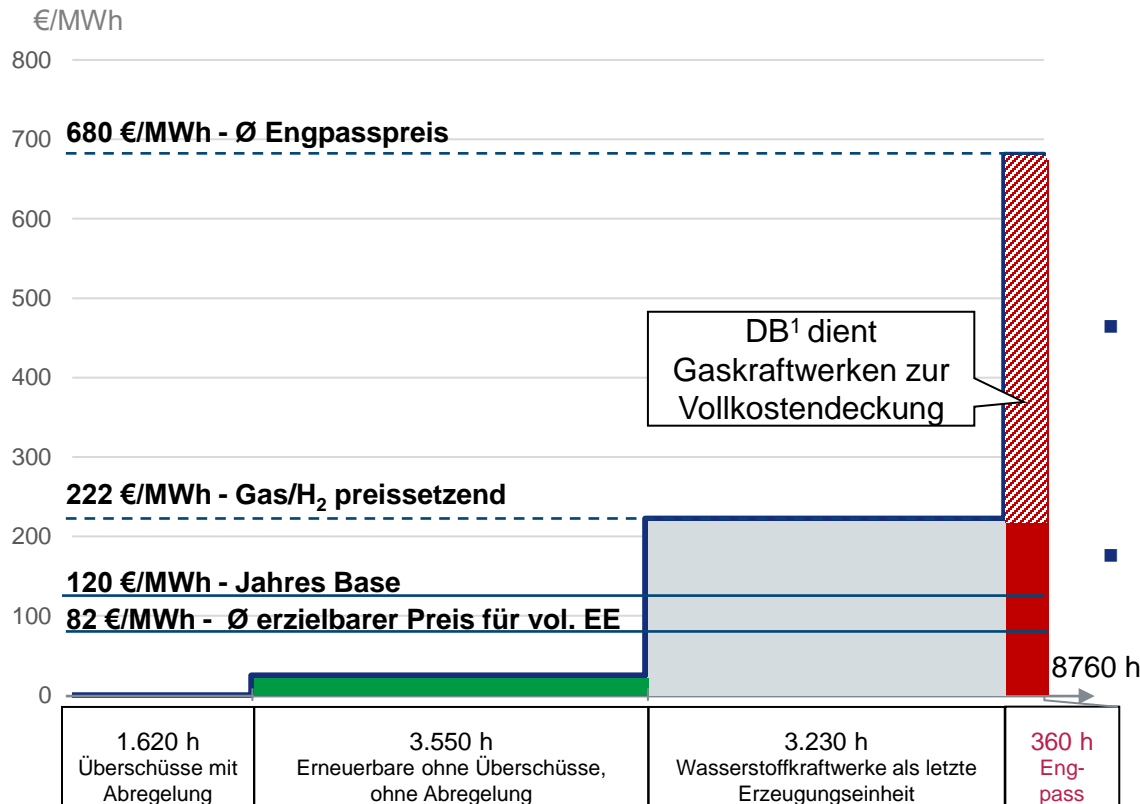 €/MWh
800
700
600
500
400
300
200
100
0
680 €/MWh - Ø Engpasspreis
DB¹ dient
Gaskraftwerken zur
Vollkostendeckung
222 €/MWh - Gas/H₂ preissetzend
120 €/MWh - Jahres Base
82 €/MWh - Ø erzielbarer Preis für vol. EE
8760 h
1.620 h
Überschüsse mit
Abregelung
3.550 h
Erneuerbare ohne Überschüsse,
ohne Abregelung
3.230 h
Wasserstoffkraftwerke als letzte
Erzeugungseinheit
360 h
Eng-
pass